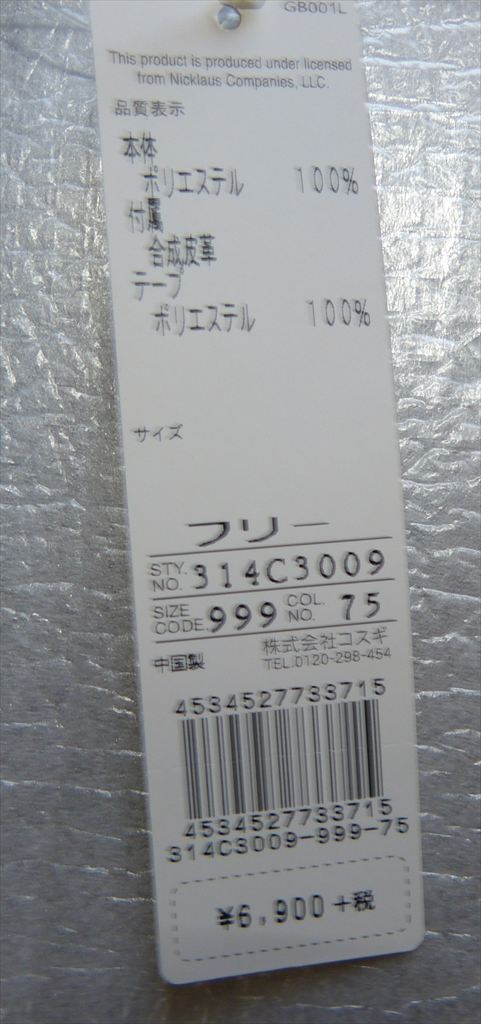 GB001L
This product is produced under licensed
from Nicklaus Companies, LLC.
品質表示
本体
ポリエステル 100%
付属
合成皮革
テープ
ポリエステル 100%
サイズ
フリー
STY. NO. 314C3009
SIZE CODE. 999 COL. NO. 75
中国製 株式会社コスギ
TEL.0120-298-454
4534527733715
4534527733715
314C3009-999-75
¥6,900+税